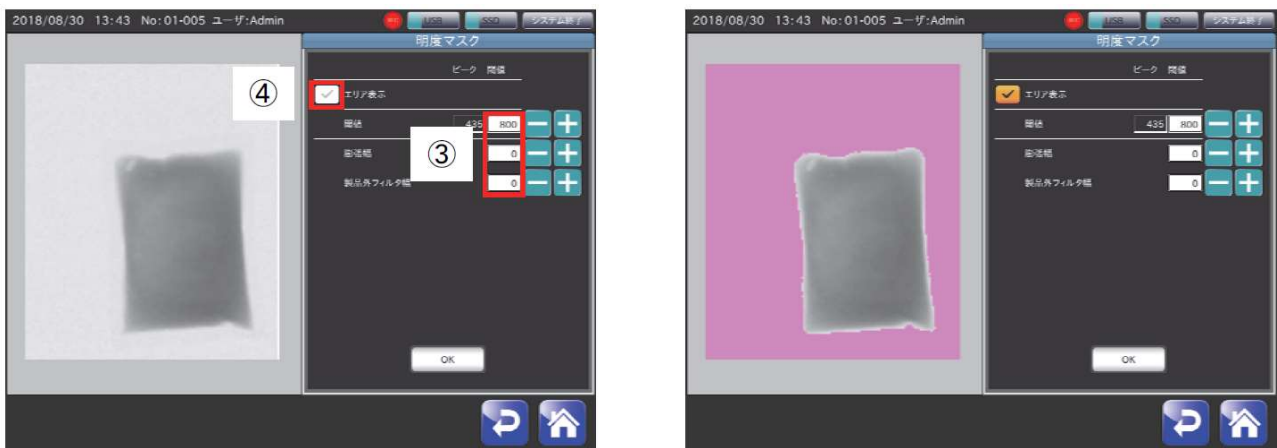 2018/08/30 13:43 No:01-005 ユーザ:Admin
REC
USB
SSD
システム終了
明度マスク
ピーク 閾値
④
エリア表示
閾値 435 800
③
膨張幅 0
製品外フィルタ幅 0
OK
2018/08/30 13:43 No:01-005 ユーザ:Admin
REC
USB
SSD
システム終了
明度マスク
ピーク 閾値
エリア表示
閾値 435 800
膨張幅 0
製品外フィルタ幅 0
OK